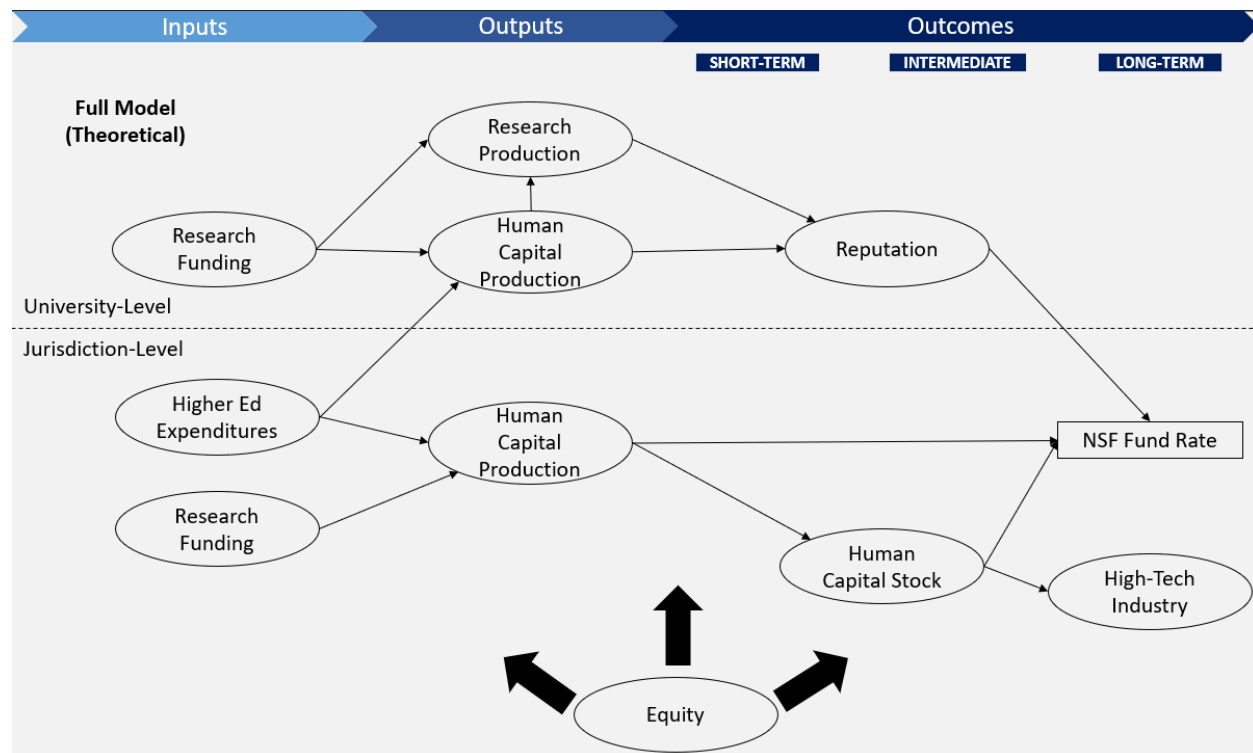 Inputs
Outputs
Outcomes
SHORT-TERM
INTERMEDIATE
LONG-TERM
Full Model
(Theoretical)
Research
Production
Research
Funding
Human
Capital
Production
Reputation
University-Level
Jurisdiction-Level
Higher Ed
Expenditures
Human
Capital
Production
NSF Fund Rate
Research
Funding
Human
Capital Stock
High-Tech
Industry
Equity